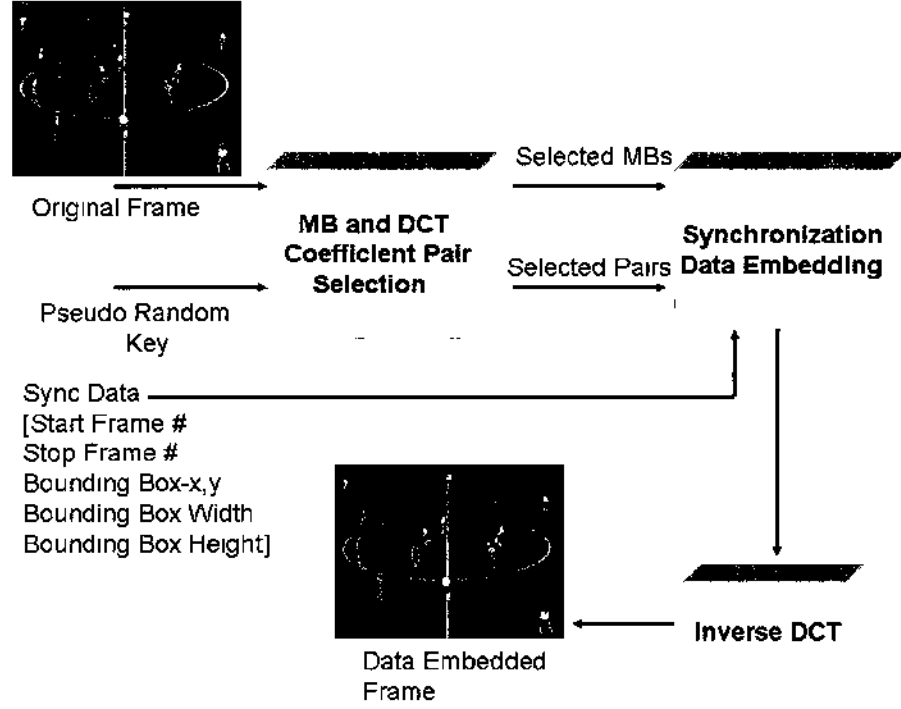 Original Frame
Pseudo Random
Key
MB and DCT
Coefficient Pair
Selection
Selected MBs
Selected Pairs
Synchronization
Data Embedding
Sync Data
[Start Frame #
Stop Frame #
Bounding Box-x,y
Bounding Box Width
Bounding Box Height]
Inverse DCT
Data Embedded
Frame